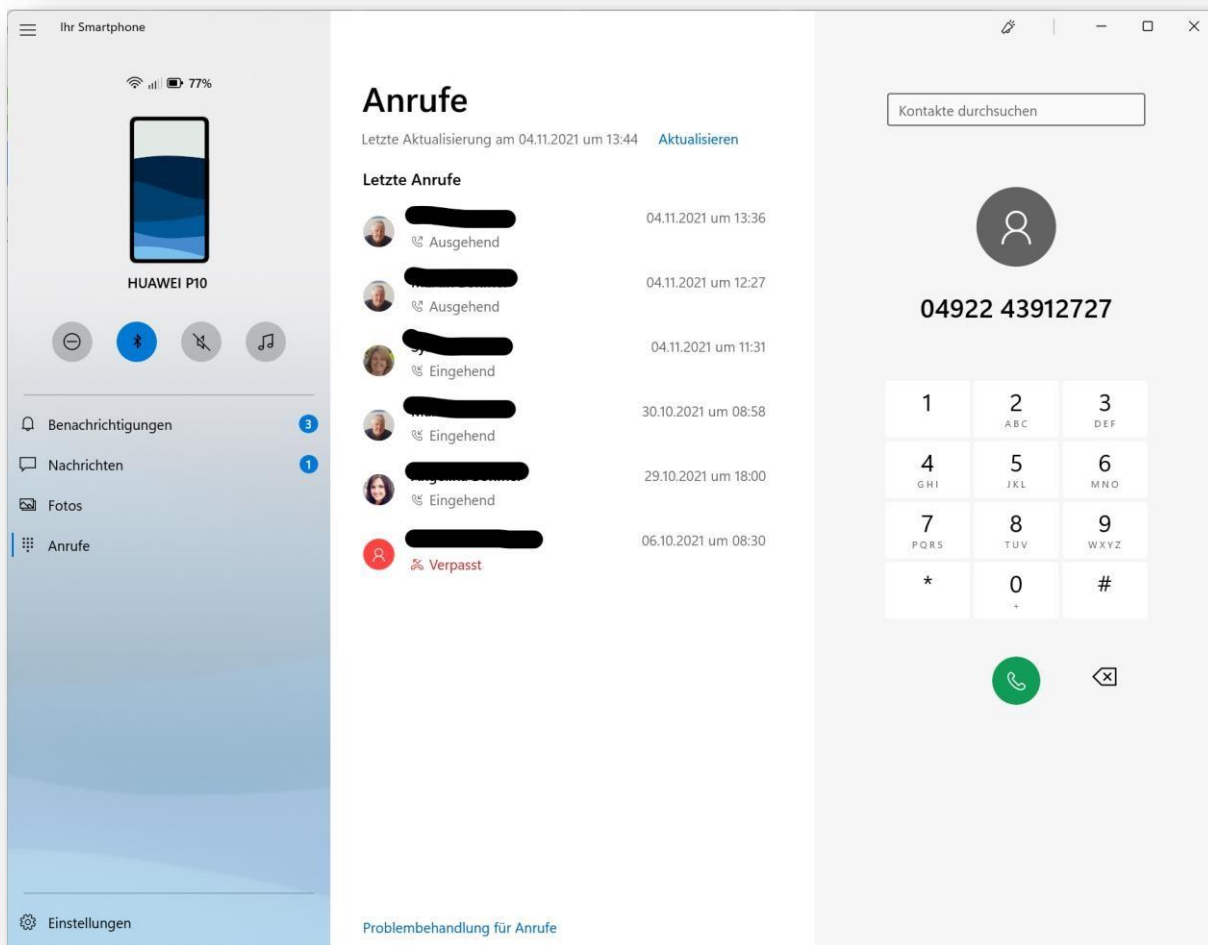 Ihr Smartphone
77%
HUAWEI P10
Benachrichtigungen 3
Nachrichten 1
Fotos
Anrufe
Einstellungen
Anrufe
Letzte Aktualisierung am 04.11.2021 um 13:44 Aktualisieren
Letzte Anrufe
04.11.2021 um 13:36
Ausgehend
04.11.2021 um 12:27
Ausgehend
04.11.2021 um 11:31
Eingehend
30.10.2021 um 08:58
Eingehend
29.10.2021 um 18:00
Eingehend
06.10.2021 um 08:30
Verpasst
Problembehandlung für Anrufe
Kontakte durchsuchen
04922 43912727
1 2 3
ABC DEF
4 5 6
GHI JKL MNO
7 8 9
PQRS TUV WXYZ
* 0 #
+